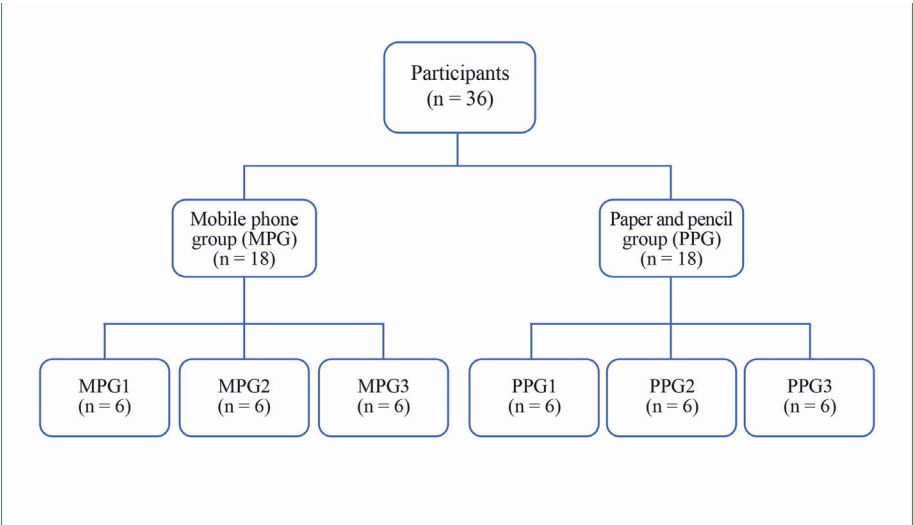 Participants
(n = 36)
Mobile phone
group (MPG)
(n = 18)
Paper and pencil
group (PPG)
(n = 18)
MPG1
(n = 6)
MPG2
(n = 6)
MPG3
(n = 6)
PPG1
(n = 6)
PPG2
(n = 6)
PPG3
(n = 6)